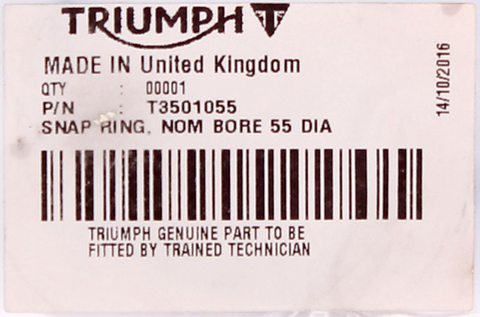 TRIUMPH
MADE IN United Kingdom
QTY : 00001
P/N : T3501055
SNAP RING, NOM BORE 55 DIA
14/10/2016
TRIUMPH GENUINE PART TO BE
FITTED BY TRAINED TECHNICIAN